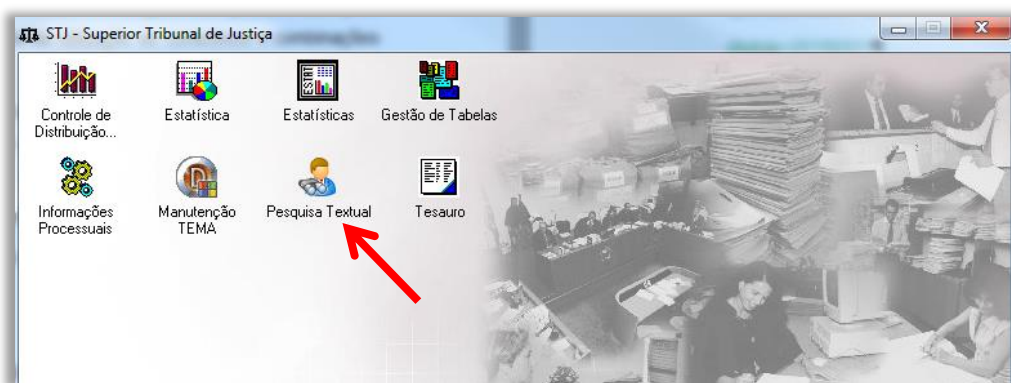 STJ - Superior Tribunal de Justiça
Controle de
Distribuição...
Estatística
Estatísticas
Gestão de Tabelas
Informações
Processuais
Manutenção
TEMA
Pesquisa Textual
Tesauro